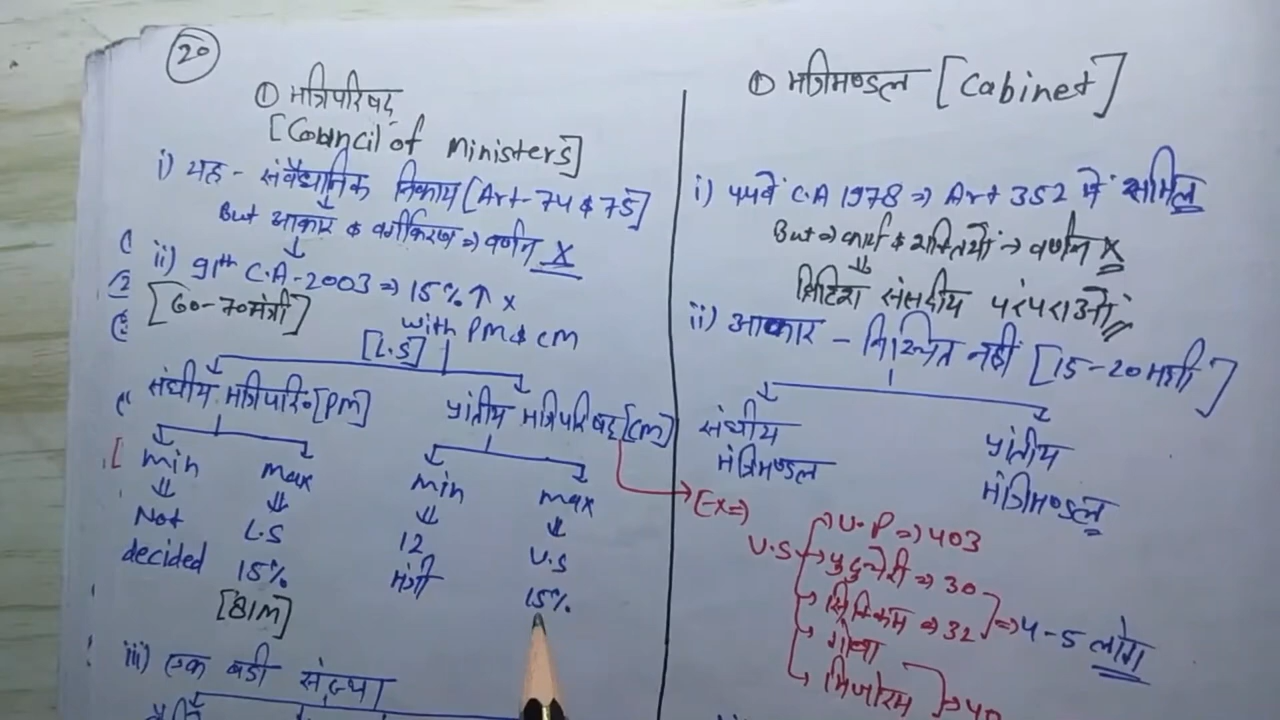 20
① मंत्रिपरिषद्
[Council of Ministers]
i) यह - संवैधानिक निकाय [Art-74 & 75]
But आकार & वर्गीकरण ⇒ वर्णन X
ii) 91th C.A-2003 ⇒ 15% ↑ x
[60-70मंत्री]
with PM & CM
[L.S]
संघीय मंत्रिपरि॰ [PM]
min
⇓
Not
decided
max
⇓
L.S
15%
[81M]
प्रांतीय मंत्रिपरिषद् [CM]
min
⇓
12
मंत्री
max
⇓
V.S
15%
iii) एक बडी संख्या
① मंत्रिमण्डल [Cabinet]
i) 44वें C.A 1978 ⇒ Art 352 में शामिल
But ⇒ कार्य & शक्तियों → वर्णन X
ब्रिटिश संसदीय परंपराओं
ii) आकार - निश्चित नहीं [15-20 मंत्री]
संघीय
मंत्रिमण्डल
प्रांतीय
मंत्रिमण्डल
Ex ⇒
V.S
U.P ⇒ 403
पुदुचेरी ⇒ 30
सिक्किम ⇒ 32
⇒ 4-5 लोग
गोवा
मिजोरम
⇒ 40